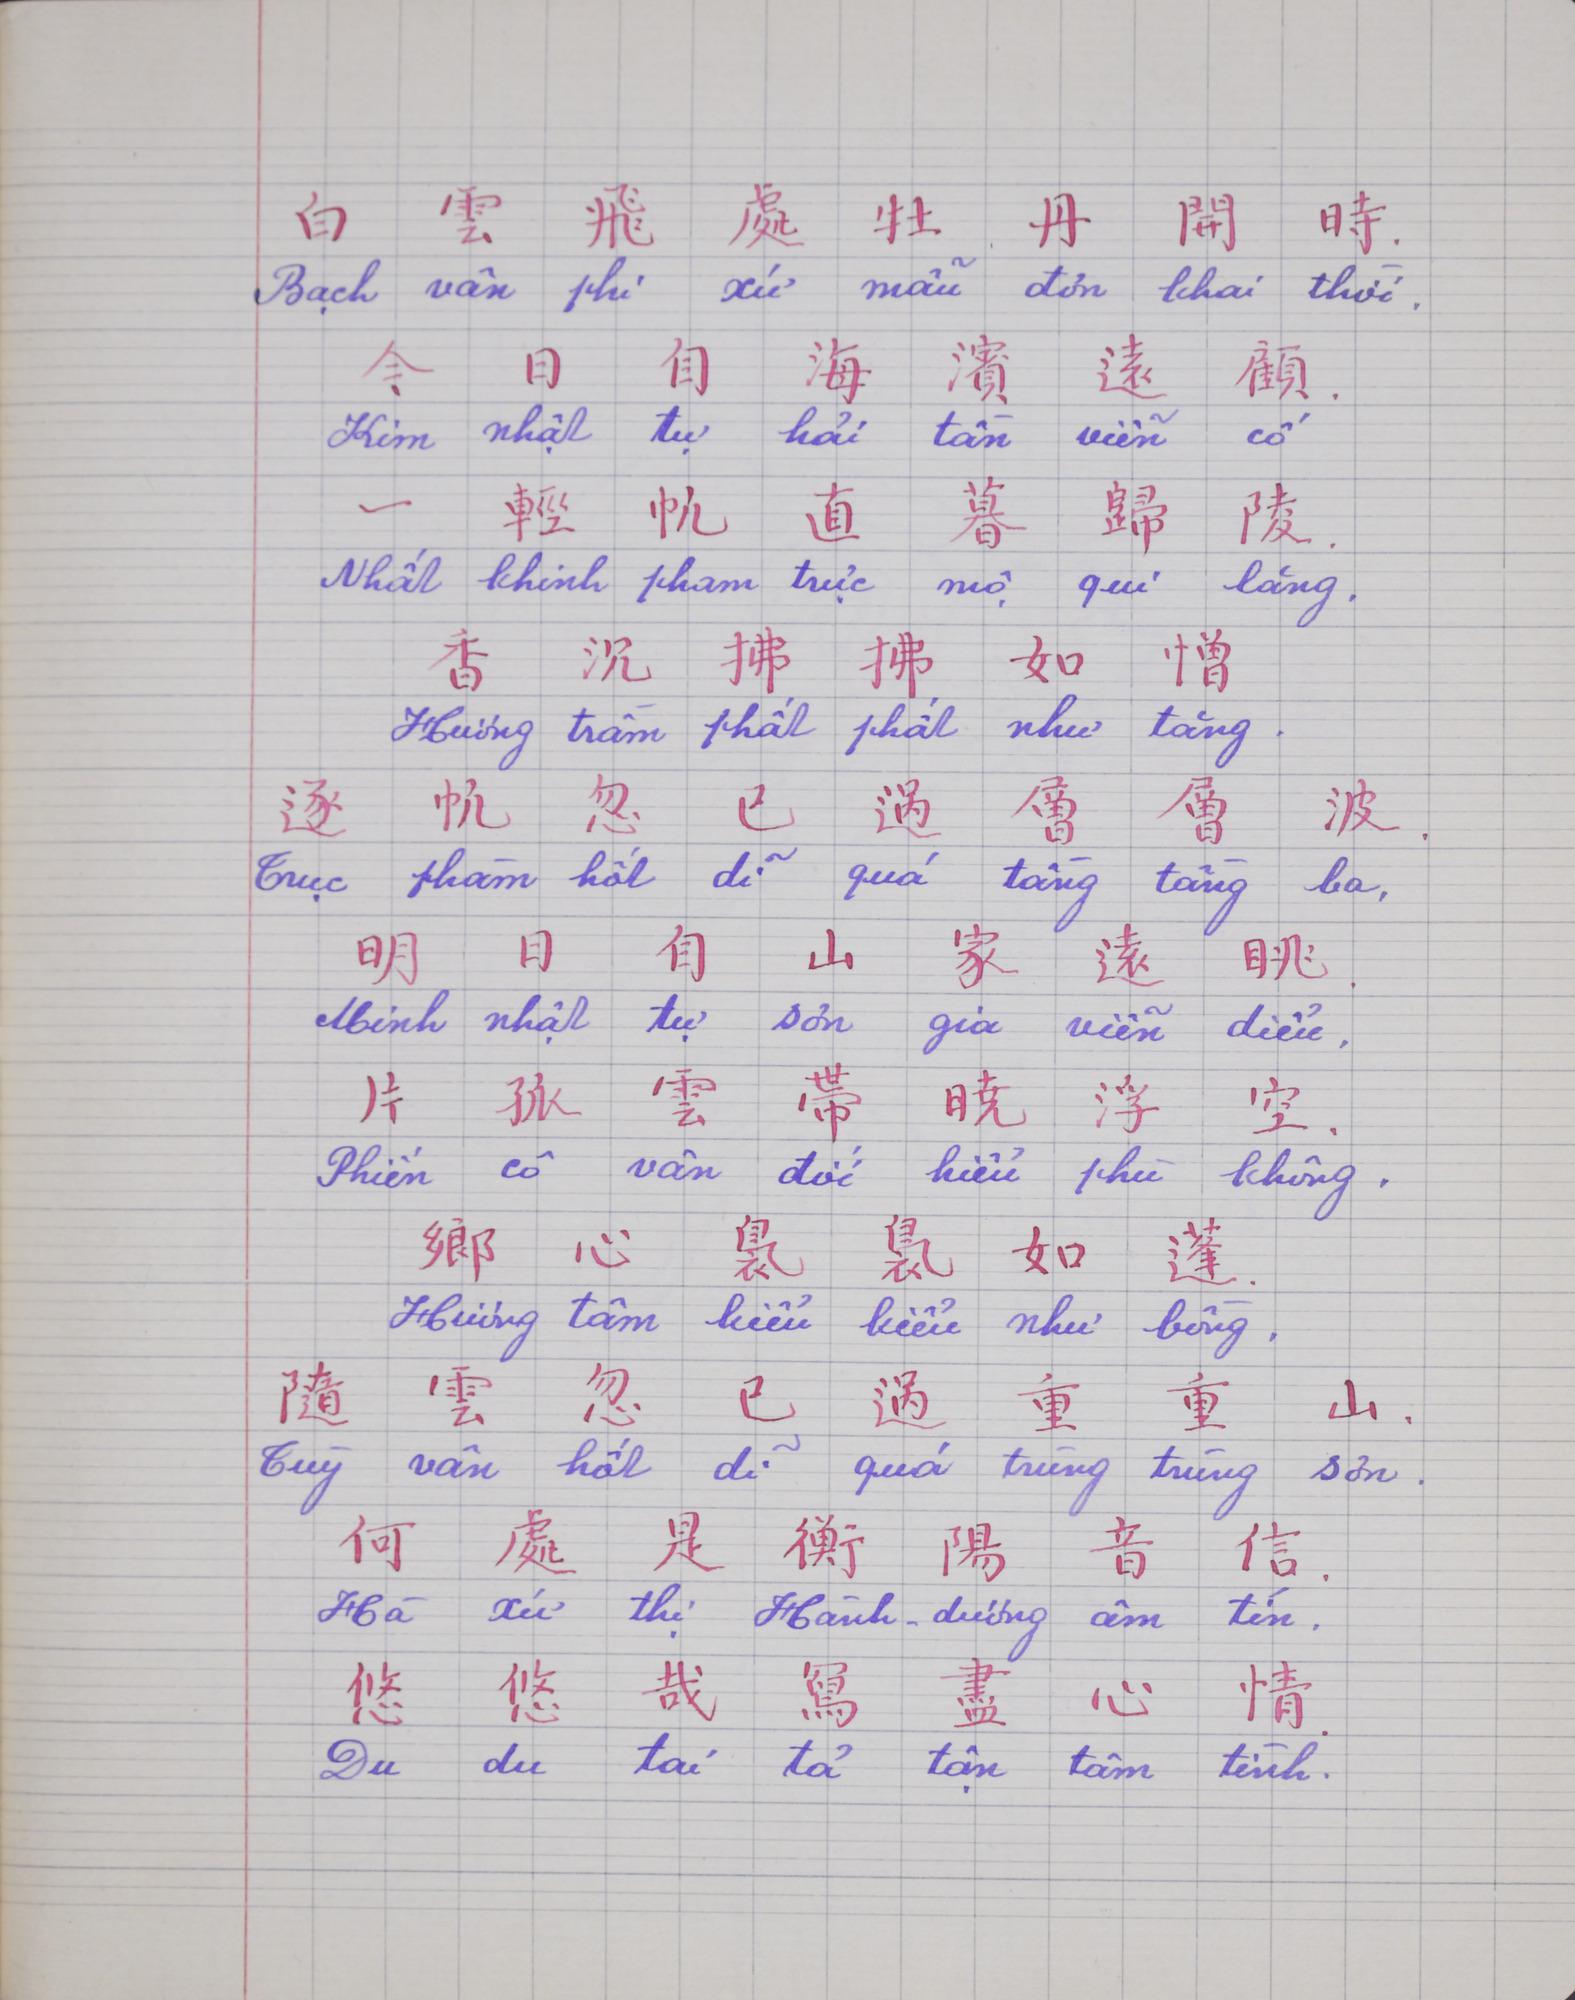 白 雲 飛 處 牡 丹 開 時.
Bạch vân phi xứ mẫu đơn khai thời.
今 日 自 海 濱 遠 顧.
Kim nhật tự hải tân viễn cố
一 輕 帆 直 暮 歸 陵.
Nhất khinh pham trực mộ qui lăng.
香 沉 拂 拂 如 憎
Hương trầm phất phất như tăng.
逐 帆 忽 已 過 層 層 波.
Trục phàm hốt dĩ quá tầng tầng ba.
明 日 自 山 家 遠 眺.
Minh nhật tự sơn gia viễn diểu.
片 孤 雲 帶 曉 浮 空.
Phiến cô vân đới hiểu phù không.
鄉 心 裊 裊 如 蓬.
Hương tâm kiểu kiểu như bồng.
隨 雲 忽 已 過 重 重 山.
Tuỳ vân hốt dĩ quá trùng trùng sơn.
何 處 是 衡 陽 音 信.
Hà xứ thị Hành-dương âm tín.
悠 悠 哉 寫 盡 心 情.
Du du tai tả tận tâm tình.